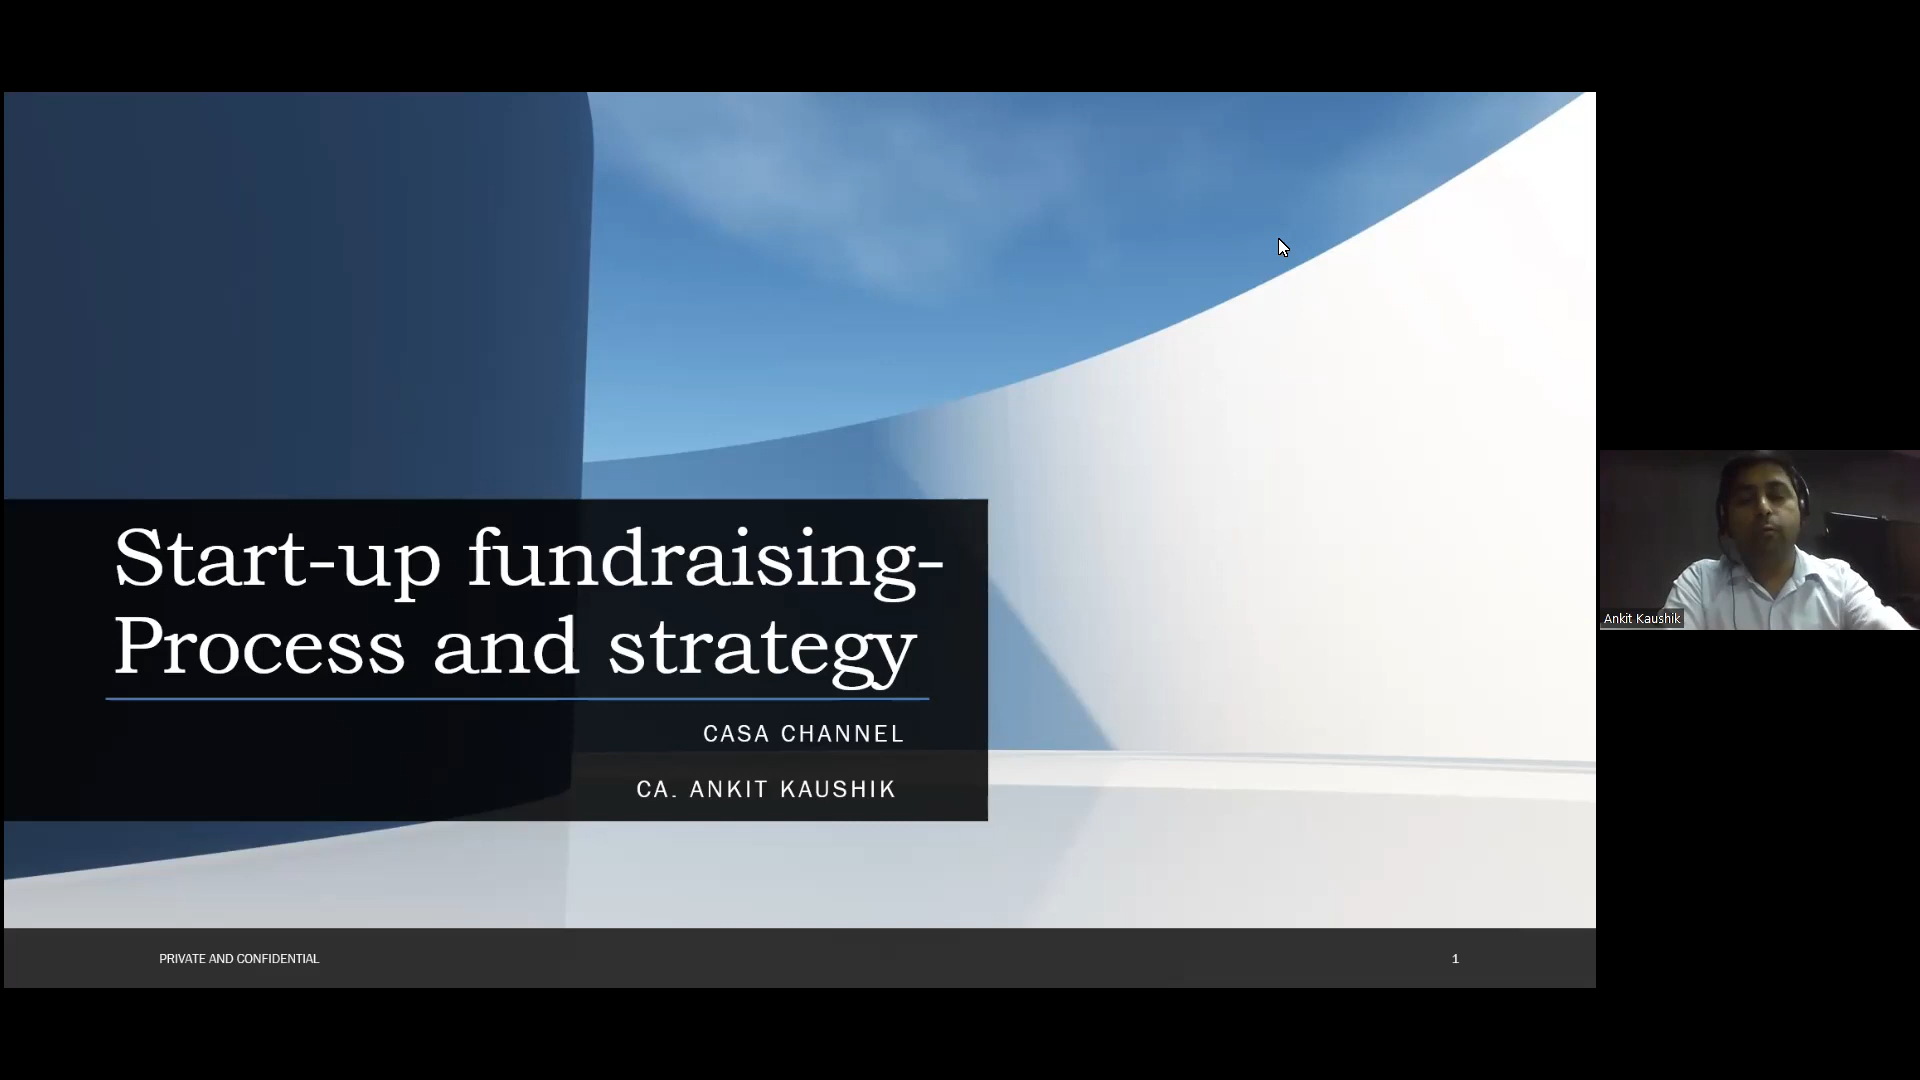 Start-up fundraising-
Process and strategy
CASA CHANNEL
CA. ANKIT KAUSHIK
PRIVATE AND CONFIDENTIAL
1
Ankit Kaushik